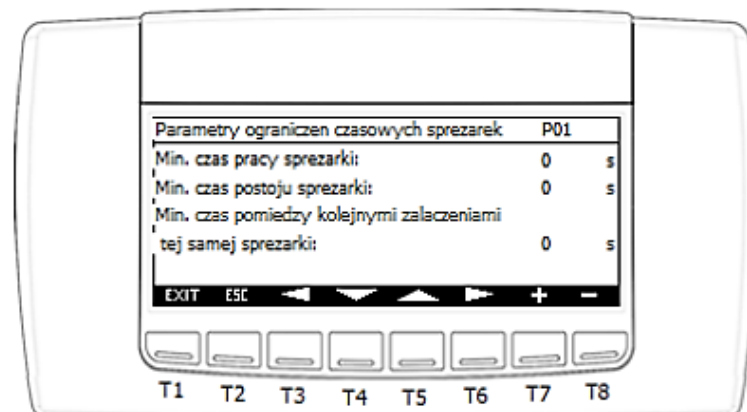 Parametry ograniczen czasowych sprezarek P01
Min. czas pracy sprezarki: 0 s
Min. czas postoju sprezarki: 0 s
Min. czas pomiedzy kolejnymi zalaczeniami
tej samej sprezarki: 0 s
EXIT ESC + -
T1 T2 T3 T4 T5 T6 T7 T8